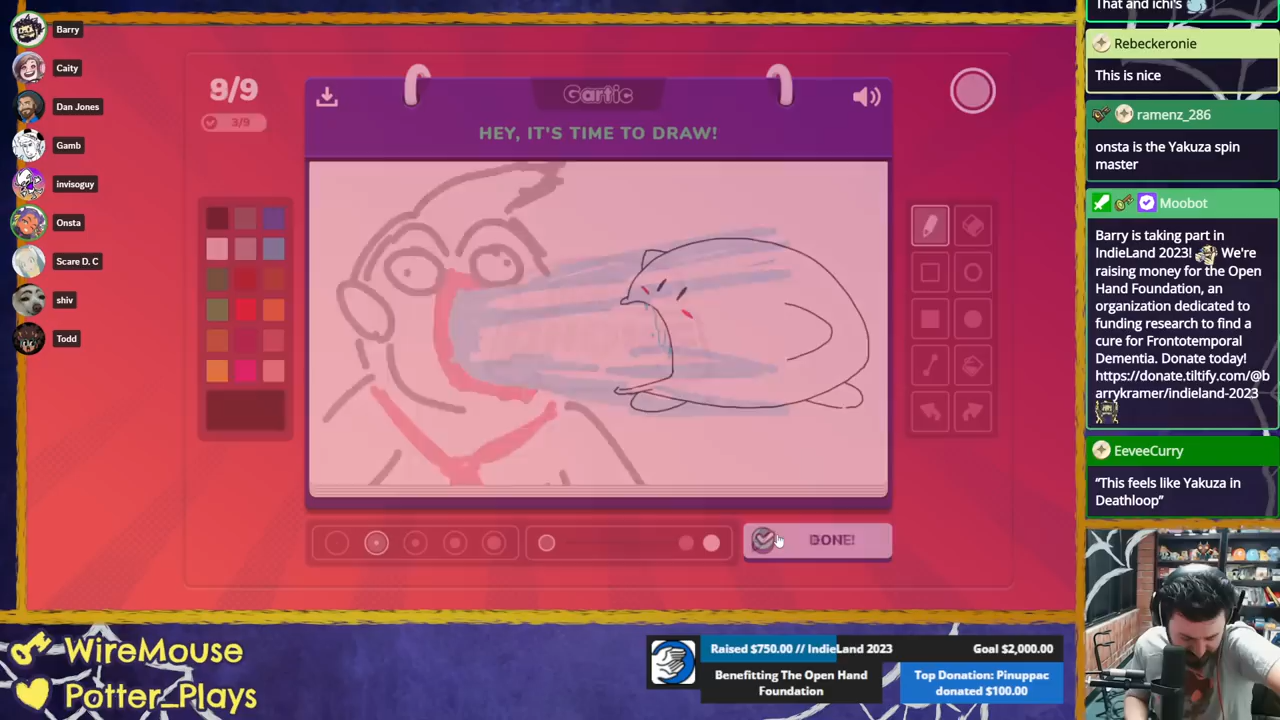 Barry
Caity
Dan Jones
Gamb
invisoguy
Onsta
Scare D. C
shiv
Todd
9/9
3/9
Gartic
HEY, IT'S TIME TO DRAW!
DONE!
That and ichi's
Rebeckeronie
This is nice
ramenz_286
onsta is the Yakuza spin
master
Moobot
Barry is taking part in
IndieLand 2023! We're
raising money for the Open
Hand Foundation, an
organization dedicated to
funding research to find a
cure for Frontotemporal
Dementia. Donate today!
https://donate.tiltify.com/@b
arrykramer/indieland-2023
EeveeCurry
“This feels like Yakuza in
Deathloop”
WireMouse
Potter_Plays
Raised $750.00 // IndieLand 2023
Goal $2,000.00
Benefitting The Open Hand
Foundation
Top Donation: Pinuppac
donated $100.00